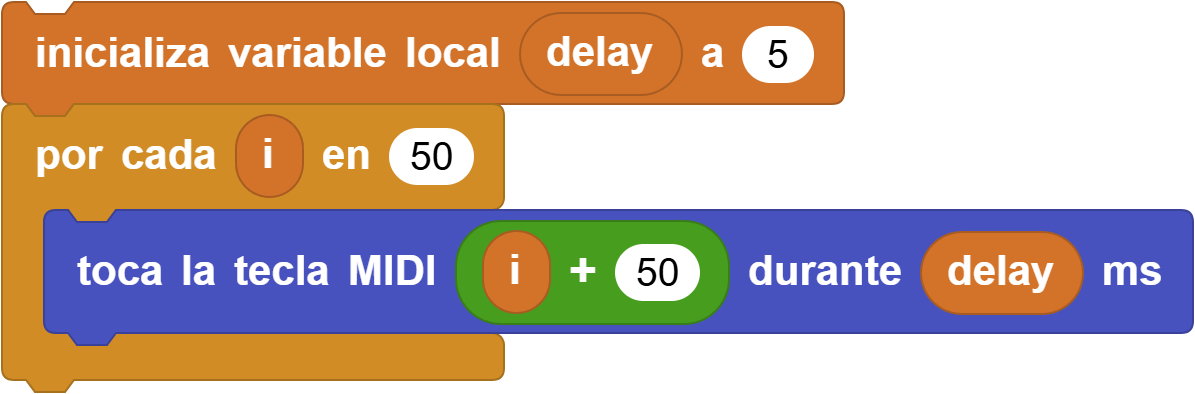 inicializa variable local delay a 5
por cada i en 50
toca la tecla MIDI i + 50 durante delay ms